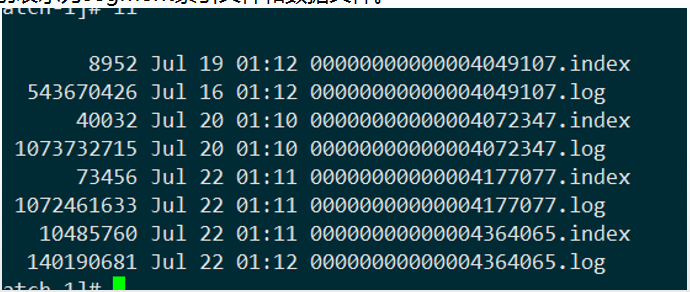 atch-1]# ll
8952 Jul 19 01:12 00000000000004049107.index
543670426 Jul 16 01:12 00000000000004049107.log
40032 Jul 20 01:10 00000000000004072347.index
1073732715 Jul 20 01:10 00000000000004072347.log
73456 Jul 22 01:11 00000000000004177077.index
1072461633 Jul 22 01:11 00000000000004177077.log
10485760 Jul 22 01:11 00000000000004364065.index
140190681 Jul 22 01:12 00000000000004364065.log
atch-1]#